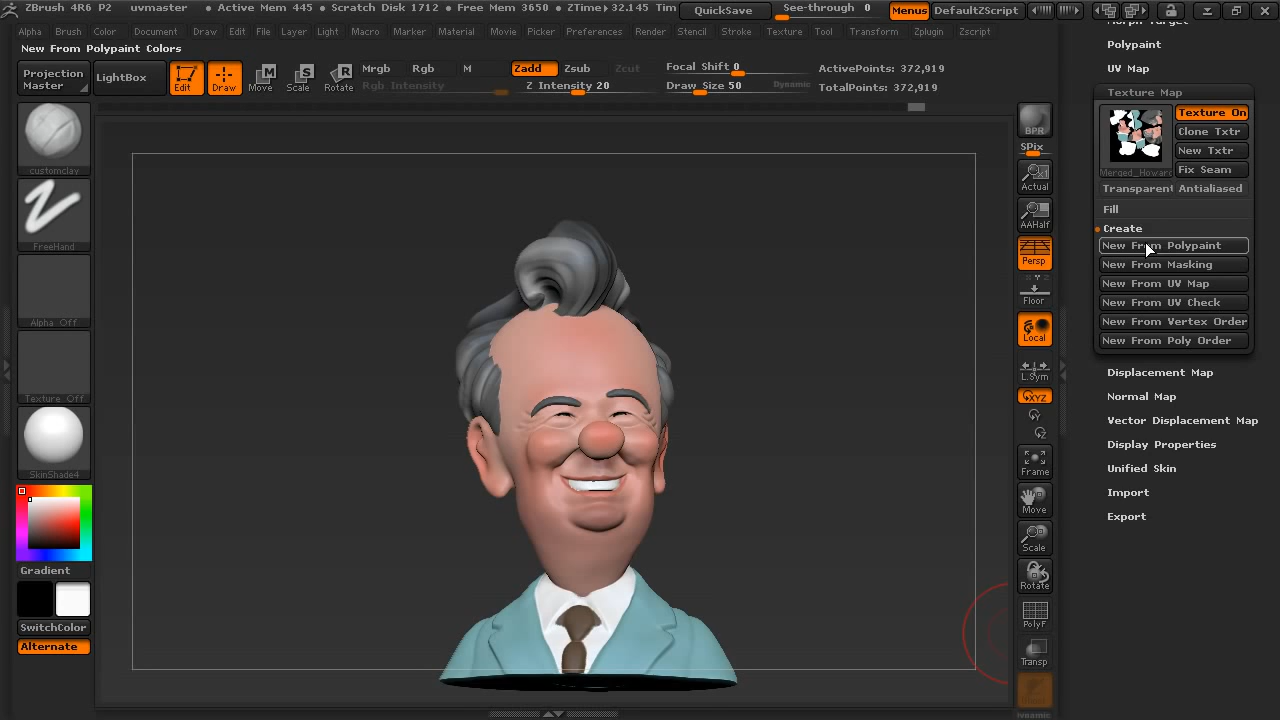 ZBrush 4R6 P2 uvmaster • Active Mem 445 • Scratch Disk 1712 • Free Mem 3650 • ZTime 32.145 Tim QuickSave See-through 0 Menus DefaultZScript
Alpha Brush Color Document Draw Edit File Layer Light Macro Marker Material Movie Picker Preferences Render Stencil Stroke Texture Tool Transform Zplugin Zscript
New From Polypaint Colors
Projection Master
LightBox
Edit
Draw
Move
Scale
Rotate
Mrgb Rgb M
Rgb Intensity
Zadd Zsub Zcut
Z Intensity 20
Focal Shift 0
Draw Size 50
Dynamic
ActivePoints: 372,919
TotalPoints: 372,919
customclay
FreeHand
Alpha Off
Texture Off
SkinShade4
Gradient
SwitchColor
Alternate
BPR
SPix
Actual
AAHalf
Persp
Floor
Local
L.Sym
XYZ
Y
Z
Frame
Move
Scale
Rotate
PolyF
Transp
Dynamic
Morph Target
Polypaint
UV Map
Texture Map
Texture On
Clone Txtr
New Txtr
Merged_Howar
Fix Seam
Transparent Antialiased
Fill
Create
New From Polypaint
New From Masking
New From UV Map
New From UV Check
New From Vertex Order
New From Poly Order
Displacement Map
Normal Map
Vector Displacement Map
Display Properties
Unified Skin
Import
Export